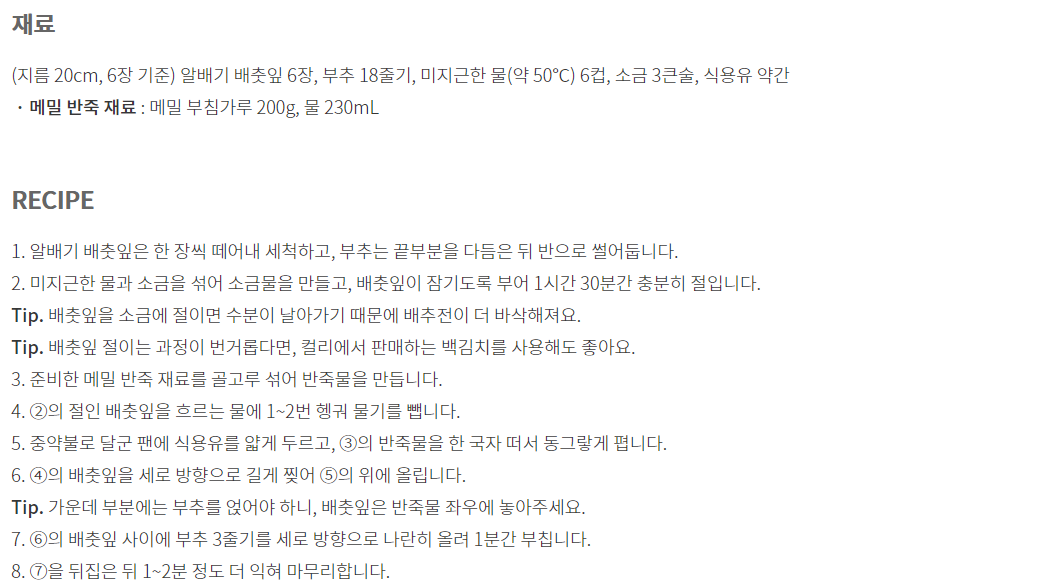 재료
(지름 20cm, 6장 기준) 알배기 배춧잎 6장, 부추 18줄기, 미지근한 물(약 50℃) 6컵, 소금 3큰술, 식용유 약간
· 메밀 반죽 재료 : 메밀 부침가루 200g, 물 230mL
RECIPE
1. 알배기 배춧잎은 한 장씩 떼어내 세척하고, 부추는 끝부분을 다듬은 뒤 반으로 썰어둡니다.
2. 미지근한 물과 소금을 섞어 소금물을 만들고, 배춧잎이 잠기도록 부어 1시간 30분간 충분히 절입니다.
Tip. 배춧잎을 소금에 절이면 수분이 날아가기 때문에 배추전이 더 바삭해져요.
Tip. 배춧잎 절이는 과정이 번거롭다면, 컬리에서 판매하는 백김치를 사용해도 좋아요.
3. 준비한 메밀 반죽 재료를 골고루 섞어 반죽물을 만듭니다.
4. ②의 절인 배춧잎을 흐르는 물에 1~2번 헹궈 물기를 뺍니다.
5. 중약불로 달군 팬에 식용유를 얇게 두르고, ③의 반죽물을 한 국자 떠서 동그랗게 폅니다.
6. ④의 배춧잎을 세로 방향으로 길게 찢어 ⑤의 위에 올립니다.
Tip. 가운데 부분에는 부추를 얹어야 하니, 배춧잎은 반죽물 좌우에 놓아주세요.
7. ⑥의 배춧잎 사이에 부추 3줄기를 세로 방향으로 나란히 올려 1분간 부칩니다.
8. ⑦을 뒤집은 뒤 1~2분 정도 더 익혀 마무리합니다.